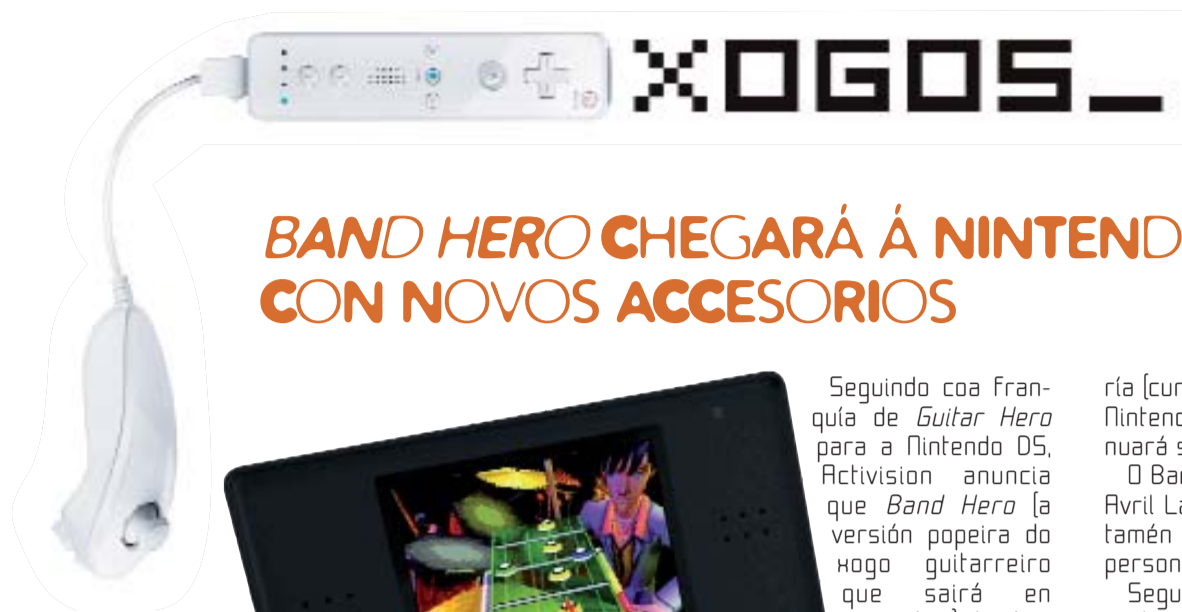 XOGOS_
BAND HERO CHEGARÁ Á NINTEND
CON NOVOS ACCESORIOS
Seguindo coa fran-
quía de Guitar Hero
para a Nintendo DS,
Activision anuncia
que Band Hero (a
versión popeira do
xogo guitarreiro
que sairá en
ría (cur
Nintend
nuará s
O Ban
Avril La
tamén
person
Segu